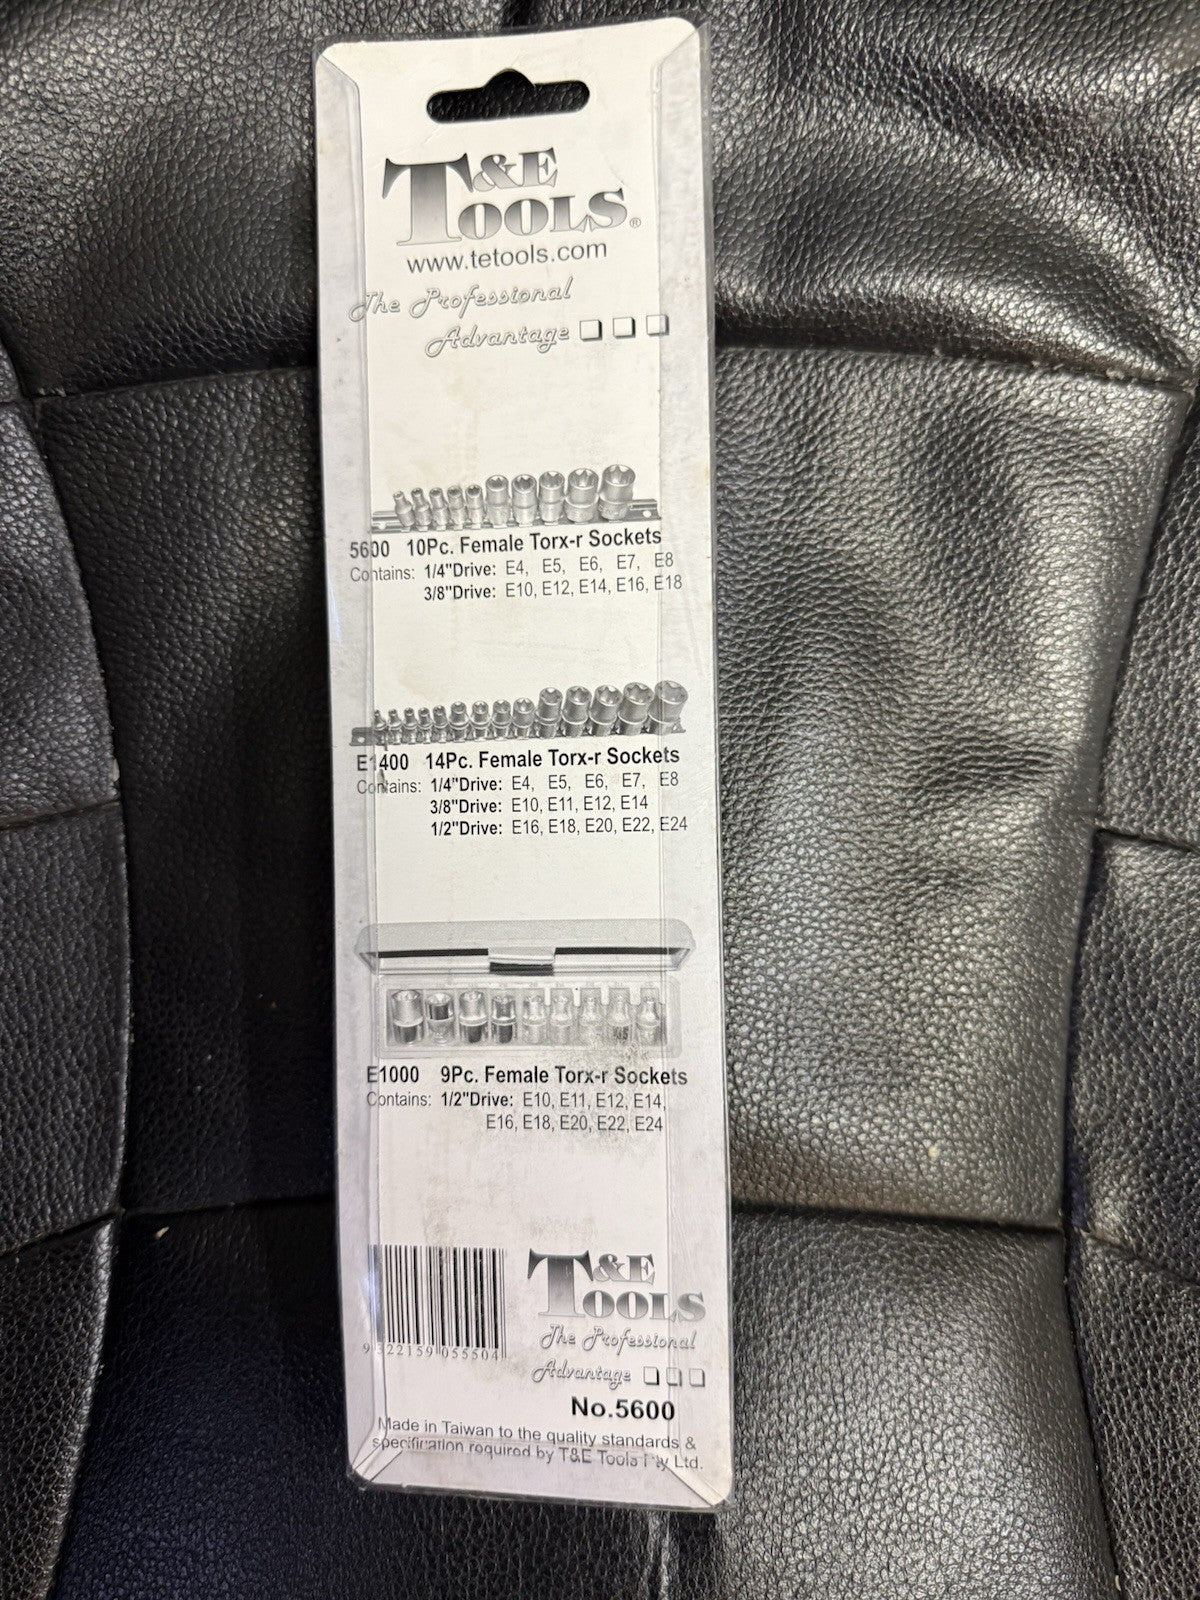 T&E
TOOLS®
www.tetools.com
The Professional
Advantage
5600 10Pc. Female Torx-r Sockets
Contains: 1/4"Drive: E4, E5, E6, E7, E8
3/8"Drive: E10, E12, E14, E16, E18
E1400 14Pc. Female Torx-r Sockets
Contains: 1/4"Drive: E4, E5, E6, E7, E8
3/8"Drive: E10, E11, E12, E14
1/2"Drive: E16, E18, E20, E22, E24
E1000 9Pc. Female Torx-r Sockets
Contains: 1/2"Drive: E10, E11, E12, E14,
E16, E18, E20, E22, E24
9 322159 055504
T&E
TOOLS
The Professional
Advantage
No.5600
Made in Taiwan to the quality standards &
specification required by T&E Tools Pty Ltd.